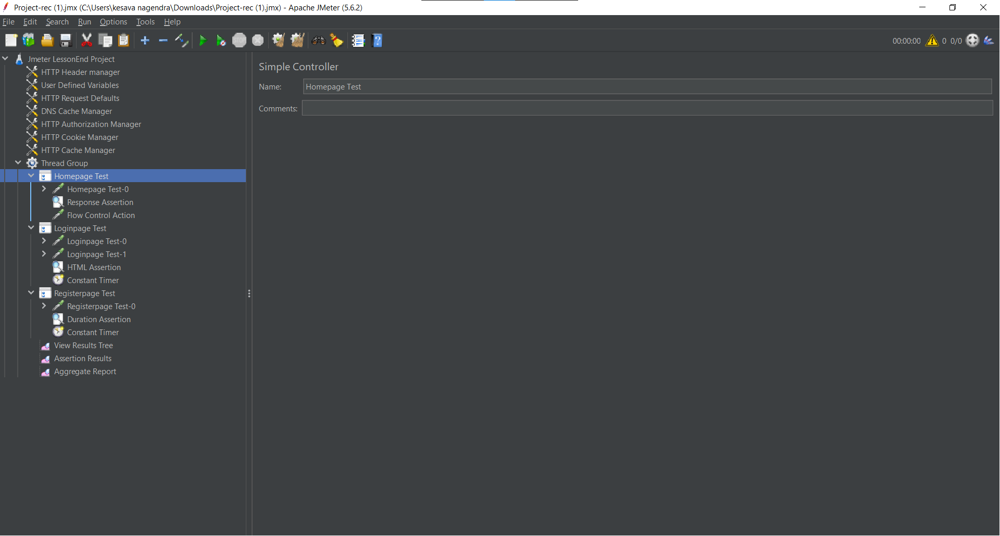 Project-rec (1).jmx (C:\Users\kesava nagendra\Downloads\Project-rec (1).jmx) - Apache JMeter (5.6.2)
File Edit Search Run Options Tools Help
STOP ? 00:00:00 0 0/0
Jmeter LessonEnd Project
HTTP Header manager
User Defined Variables
HTTP Request Defaults
DNS Cache Manager
HTTP Authorization Manager
HTTP Cookie Manager
HTTP Cache Manager
Thread Group
Homepage Test
Homepage Test-0
Response Assertion
Flow Control Action
Loginpage Test
Loginpage Test-0
Loginpage Test-1
HTML Assertion
Constant Timer
Registerpage Test
Registerpage Test-0
Duration Assertion
Constant Timer
View Results Tree
Assertion Results
Aggregate Report
Simple Controller
Name: Homepage Test
Comments: